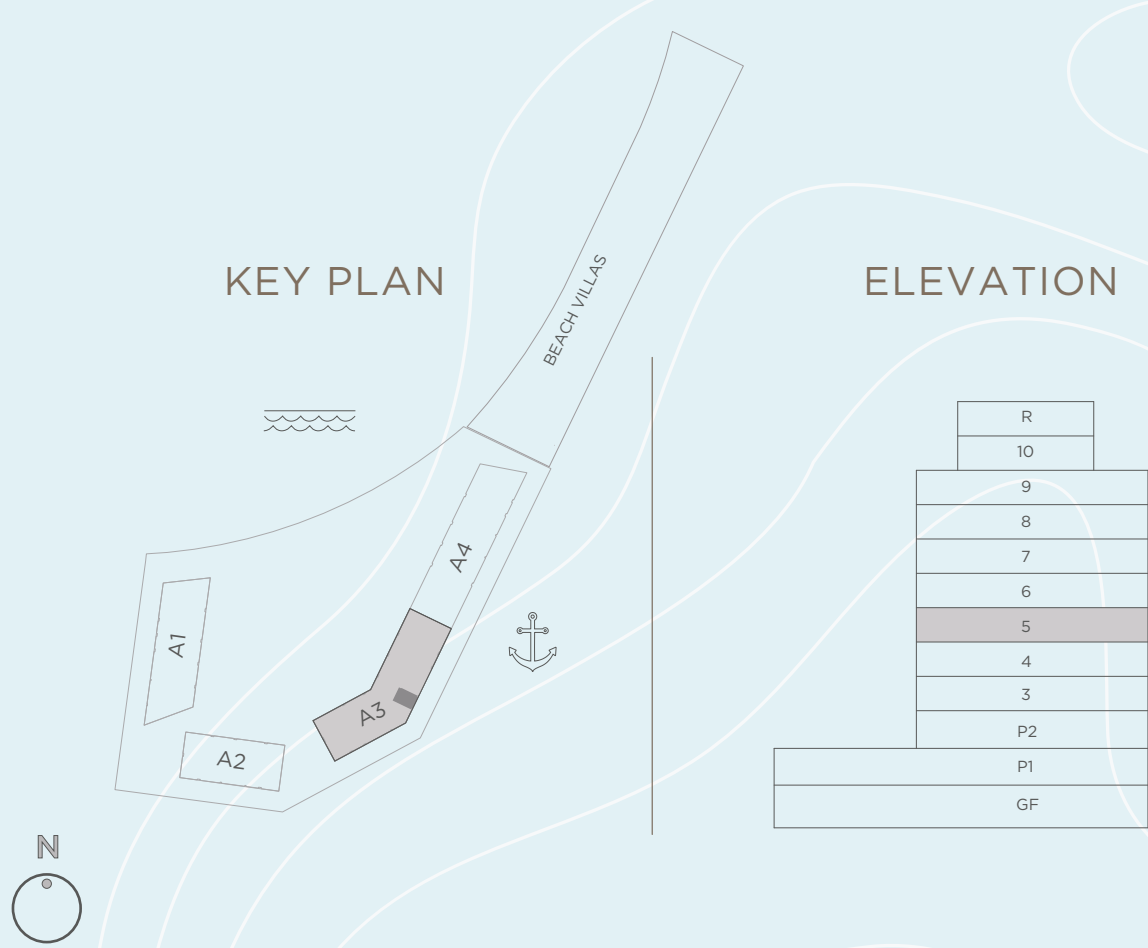 KEY PLAN
ELEVATION
BEACH VILLAS
A4
A1
A3
A2
N
R
10
9
8
7
6
5
4
3
P2
P1
GF